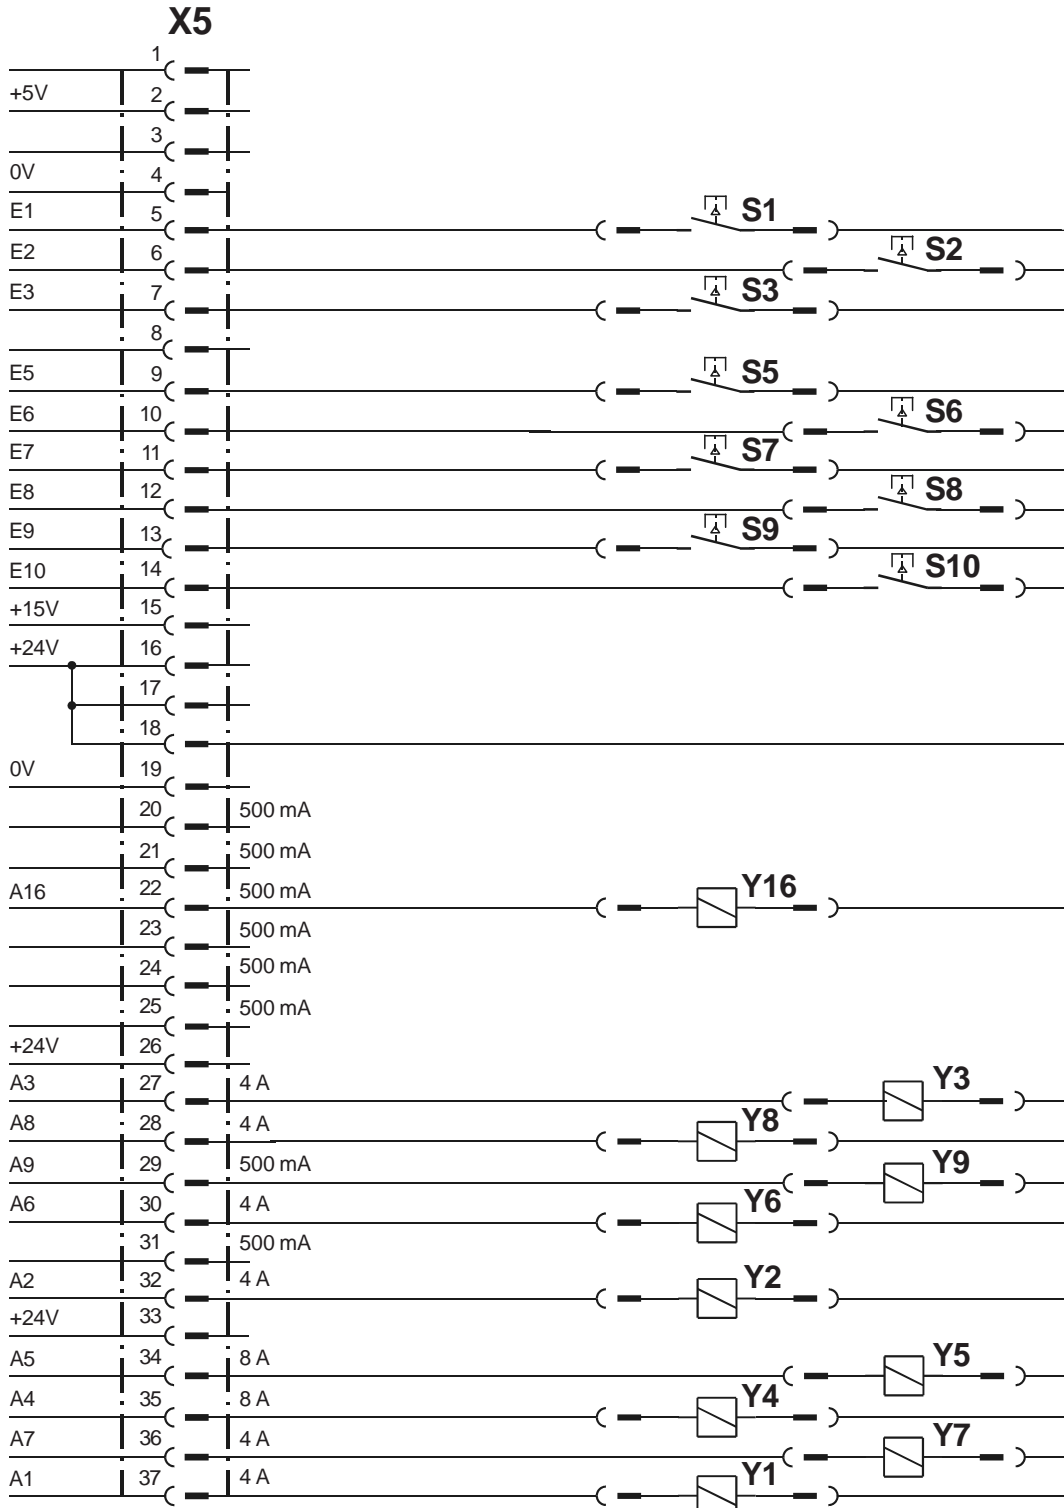 X5
1
+5V 2
3
0V 4
E1 5 S1
E2 6 S2
E3 7 S3
8
E5 9 S5
E6 10 S6
E7 11 S7
E8 12 S8
E9 13 S9
E10 14 S10
+15V 15
+24V 16
17
18
0V 19
20 500 mA
21 500 mA
A16 22 500 mA Y16
23 500 mA
24 500 mA
25 500 mA
+24V 26
A3 27 4 A Y3
A8 28 4 A Y8
A9 29 500 mA Y9
A6 30 4 A Y6
31 500 mA
A2 32 4 A Y2
+24V 33
A5 34 8 A Y5
A4 35 8 A Y4
A7 36 4 A Y7
A1 37 4 A Y1